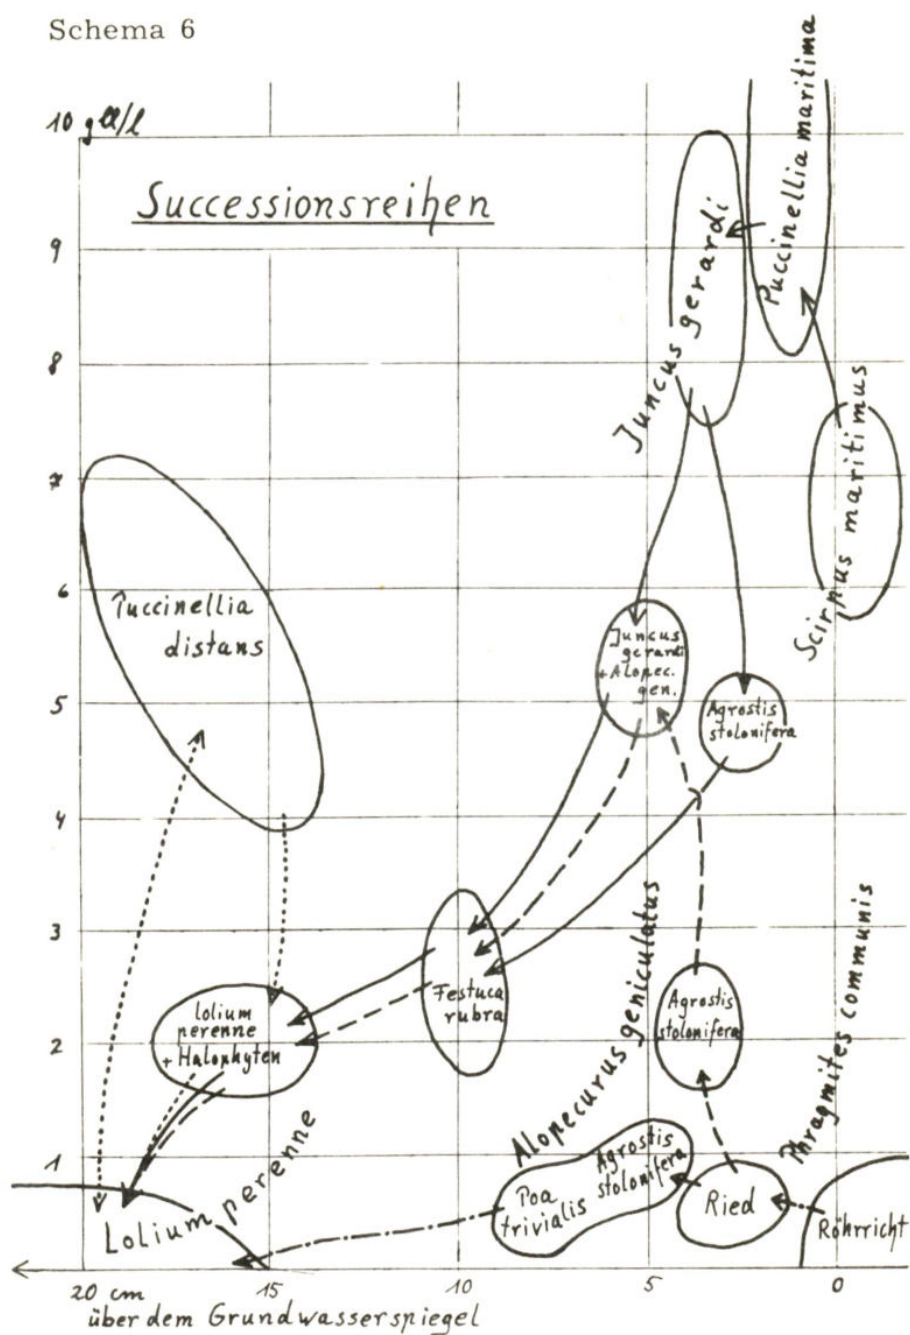 Schema 6
10 gCl/l
Successionsreihen
9
8
7
6
5
4
3
2
1
Puccinellia maritima
Juncus gerardi
Scirpus maritimus
Puccinellia
distans
Juncus
gerardi
+ Alopec.
gen.
Agrostis
stolonifera
Festuca
rubra
Lolium
perenne
+ Halophyten
Alopecurus geniculatus
Agrostis
stolonifera
Phragmites communis
Lolium perenne
Poa
trivialis
Agrostis
stolonifera
Ried
Röhrricht
20 cm
15
10
5
0
über dem Grundwasserspiegel